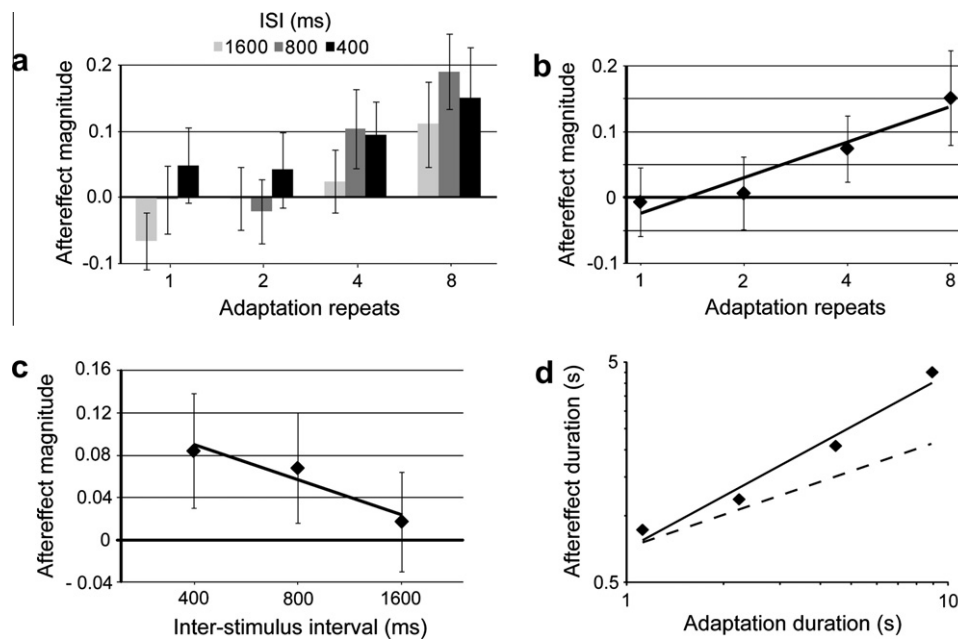 ISI (ms)
1600 800 400
a
Aftereffect magnitude
0.2
0.1
0.0
-0.1
1 2 4 8
Adaptation repeats
b
Aftereffect magnitude
0.2
0.1
0
-0.1
1 2 4 8
Adaptation repeats
c
Aftereffect magnitude
0.16
0.12
0.08
0.04
0
- 0.04
400 800 1600
Inter-stimulus interval (ms)
d
Aftereffect duration (s)
5
0.5
1 10
Adaptation duration (s)